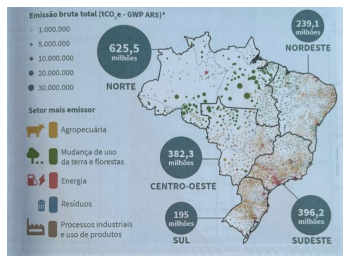 Emissão bruta total (tCO₂e - GWP AR5)*
1.000.000
5.000.000
10.000.000
20.000.000
30.000.000
625,5
milhões
NORTE
239,1
milhões
NORDESTE
Setor mais emissor
Agropecuária
Mudança de uso
da terra e florestas
Energia
Resíduos
Processos industriais
e uso de produtos
382,3
milhões
CENTRO-OESTE
195
milhões
SUL
396,2
milhões
SUDESTE